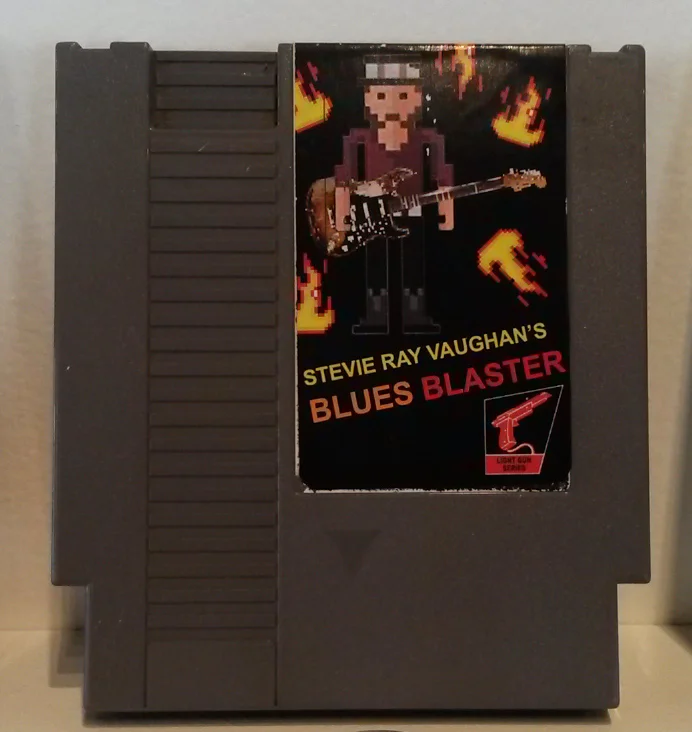 STEVIE RAY VAUGHAN'S
BLUES BLASTER
LIGHT GUN
SERIES